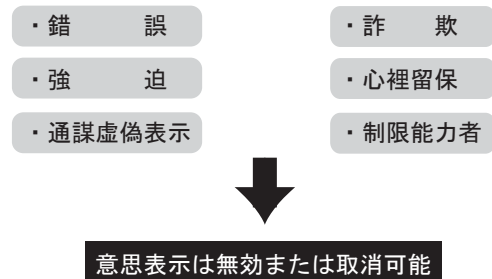 ・錯誤
・詐欺
・強迫
・心裡留保
・通謀虚偽表示
・制限能力者
意思表示は無効または取消可能